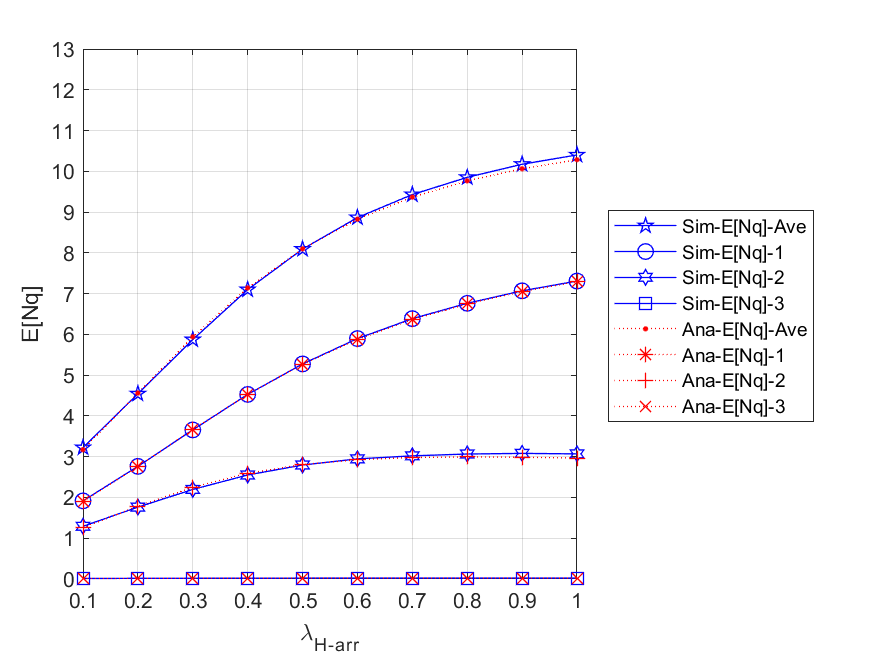 13
12
11
10
9
8
7
6
5
4
3
2
1
0
E[Nq]
0.1 0.2 0.3 0.4 0.5 0.6 0.7 0.8 0.9 1
λH-arr
Sim-E[Nq]-Ave
Sim-E[Nq]-1
Sim-E[Nq]-2
Sim-E[Nq]-3
Ana-E[Nq]-Ave
Ana-E[Nq]-1
Ana-E[Nq]-2
Ana-E[Nq]-3